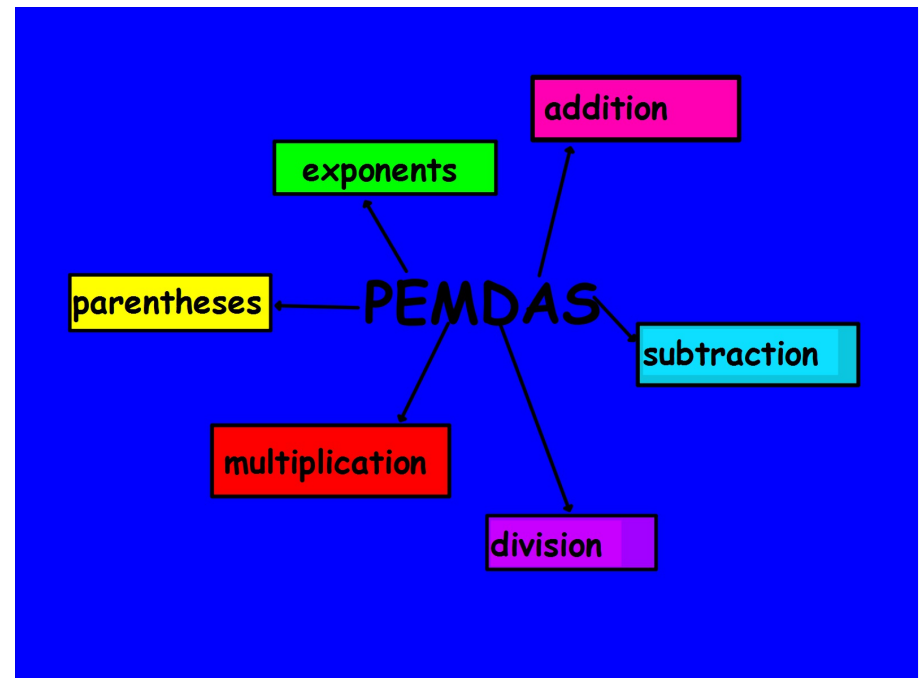 addition
exponents
parentheses
PEMDAS
subtraction
multiplication
division